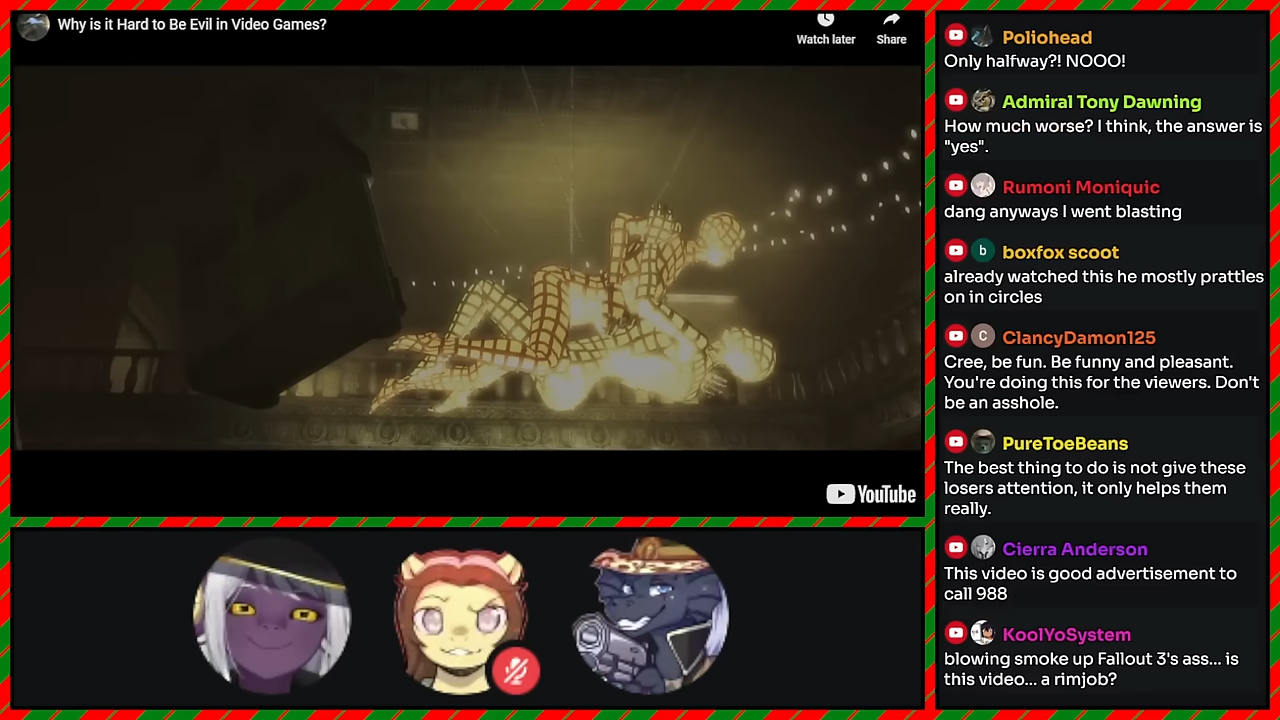 Why is it Hard to Be Evil in Video Games?
Watch later
Share
YouTube
Poliohead
Only halfway?! NOOO!
Admiral Tony Dawning
How much worse? I think, the answer is
"yes".
Rumoni Moniquic
dang anyways I went blasting
b
boxfox scoot
already watched this he mostly prattles
on in circles
C
ClancyDamon125
Cree, be fun. Be funny and pleasant.
You're doing this for the viewers. Don't
be an asshole.
PureToeBeans
The best thing to do is not give these
losers attention, it only helps them
really.
Cierra Anderson
This video is good advertisement to
call 988
KoolYoSystem
blowing smoke up Fallout 3's ass... is
this video... a rimjob?